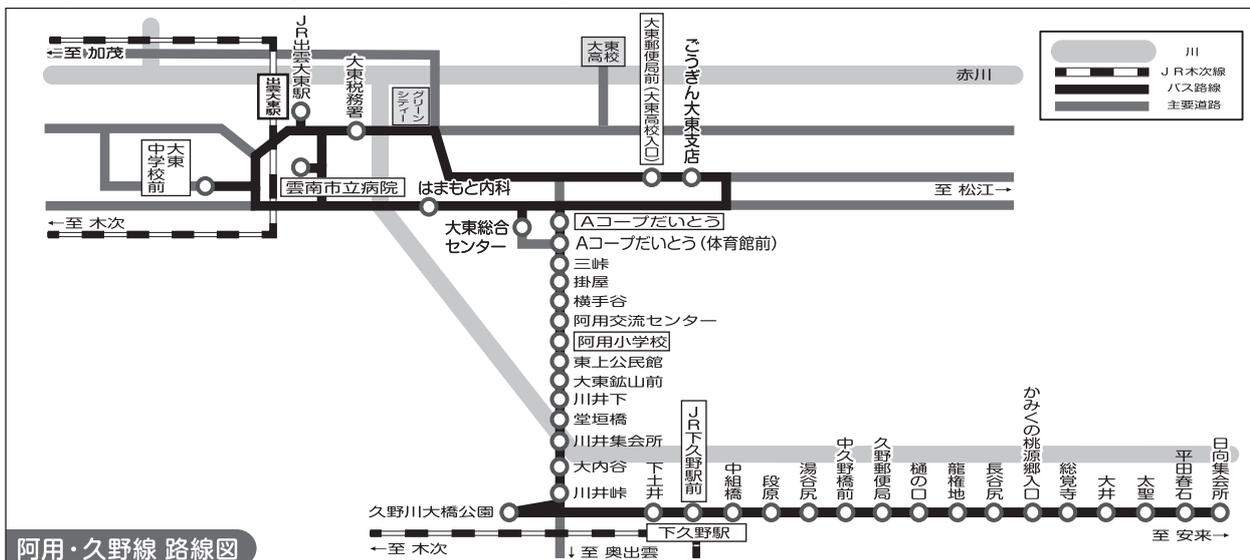 ←至 加茂
JR出雲大東駅
出雲大東駅
大東税務署
グリーンシティー
大東高校
大東郵便局前(大東高校入口)
ごうぎん大東支店
赤川
川
JR木次線
バス路線
主要道路
大東中学校前
雲南市立病院
はまもと内科
至 松江→
←至 木次
大東総合
センター
Aコープだいとう
Aコープだいとう(体育館前)
三峠
掛屋
横手谷
阿用交流センター
阿用小学校
東上公民館
大東鉱山前
川井下
堂垣橋
川井集会所
大内谷
川井峠
久野川大橋公園
下土井
JR下久野駅前
中組橋
段原
湯谷尻
中久野橋前
久野郵便局
樋の口
龍権地
長谷尻
かみくの桃源郷入口
総覚寺
大井
太聖
平田春石
日向集会所
下久野駅
至 安来→
←至 木次
↓至 奥出雲
阿用・久野線 路線図